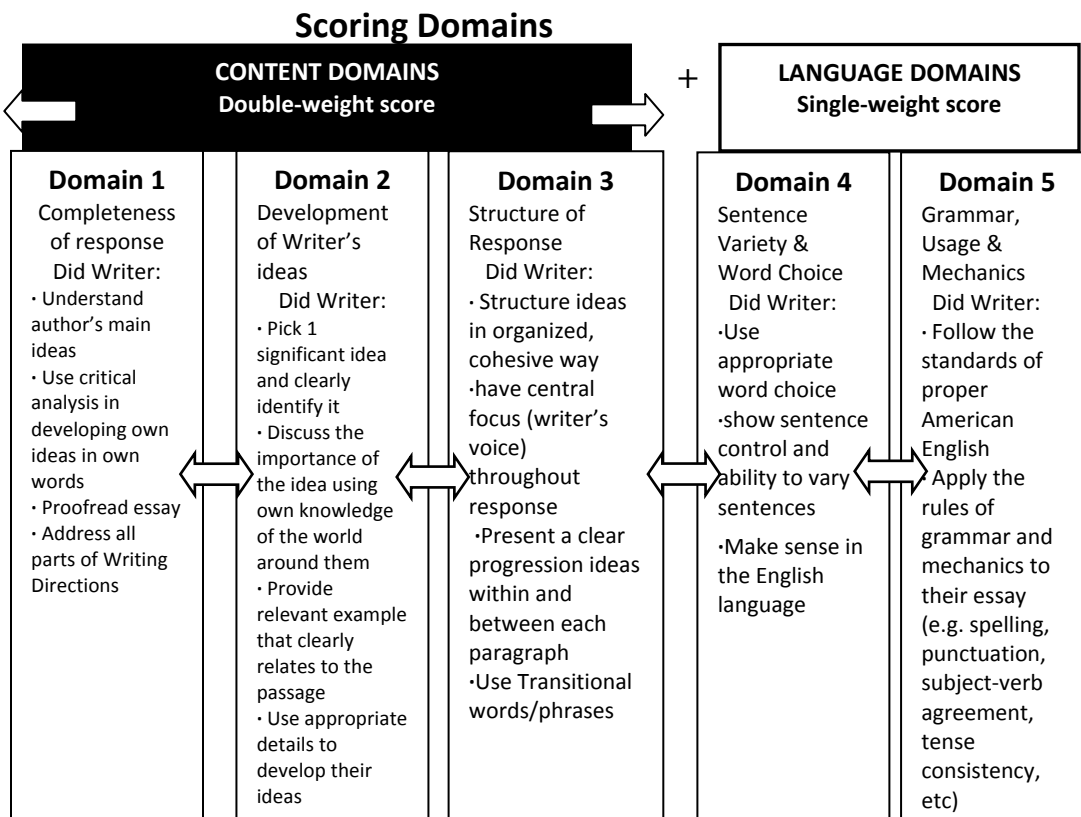 Scoring Domains
CONTENT DOMAINS
Double-weight score
+
LANGUAGE DOMAINS
Single-weight score
Domain 1
Completeness
of response
Did Writer:
· Understand
author's main
ideas
· Use critical
analysis in
developing own
ideas in own
words
· Proofread essay
· Address all
parts of Writing
Directions
Domain 2
Development
of Writer's
ideas
Did Writer:
· Pick 1
significant idea
and clearly
identify it
· Discuss the
importance of
the idea using
own knowledge
of the world
around them
· Provide
relevant example
that clearly
relates to the
passage
· Use appropriate
details to
develop their
ideas
Domain 3
Structure of
Response
Did Writer:
· Structure ideas
in organized,
cohesive way
·have central
focus (writer's
voice)
throughout
response
·Present a clear
progression ideas
within and
between each
paragraph
·Use Transitional
words/phrases
Domain 4
Sentence
Variety &
Word Choice
Did Writer:
·Use
appropriate
word choice
·show sentence
control and
ability to vary
sentences
·Make sense in
the English
language
Domain 5
Grammar,
Usage &
Mechanics
Did Writer:
· Follow the
standards of
proper
American
English
· Apply the
rules of
grammar and
mechanics to
their essay
(e.g. spelling,
punctuation,
subject-verb
agreement,
tense
consistency,
etc)